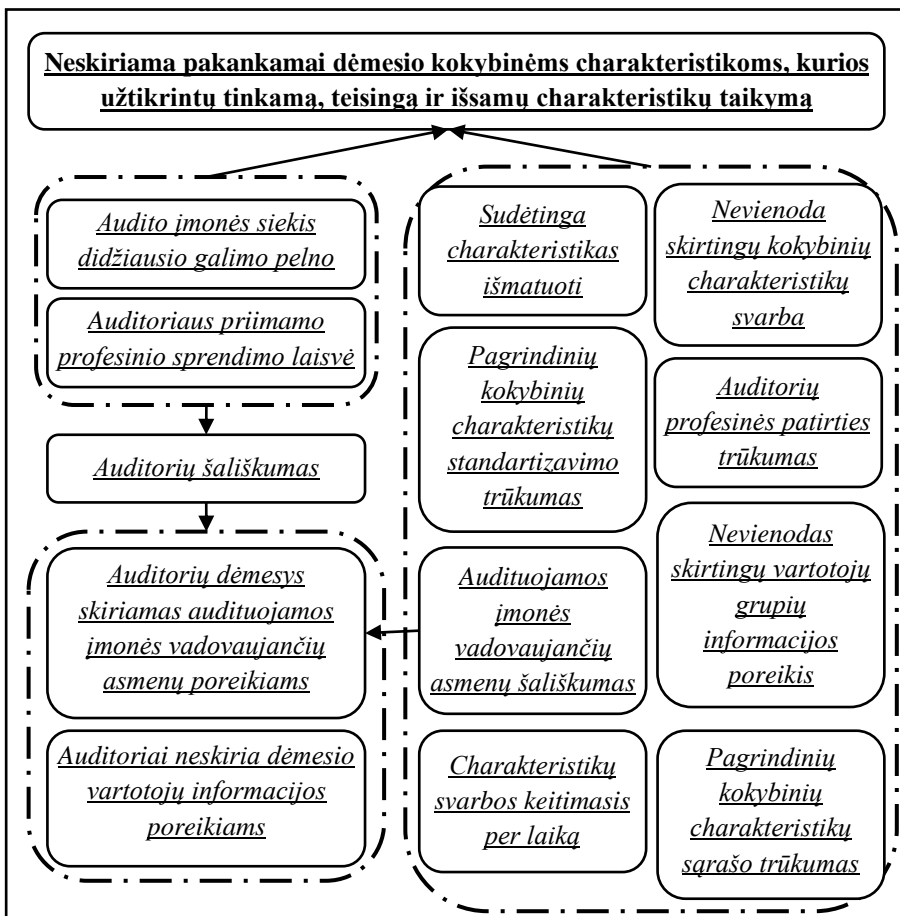 Neskiriama pakankamai dėmesio kokybinėms charakteristikoms, kurios
užtikrintų tinkamą, teisingą ir išsamų charakteristikų taikymą
Audito įmonės siekis
didžiausio galimo pelno
Auditoriaus priimamo
profesinio sprendimo laisvė
Auditorių šališkumas
Auditorių dėmesys
skiriamas audituojamos
įmonės vadovaujančių
asmenų poreikiams
Auditoriai neskiria dėmesio
vartotojų informacijos
poreikiams
Sudėtinga
charakteristikas
išmatuoti
Pagrindinių
kokybinių
charakteristikų
standartizavimo
trūkumas
Audituojamos
įmonės
vadovaujančių
asmenų šališkumas
Charakteristikų
svarbos keitimasis
per laiką
Nevienoda
skirtingų kokybinių
charakteristikų
svarba
Auditorių
profesinės patirties
trūkumas
Nevienodas
skirtingų vartotojų
grupių
informacijos
poreikis
Pagrindinių
kokybinių
charakteristikų
sąrašo trūkumas